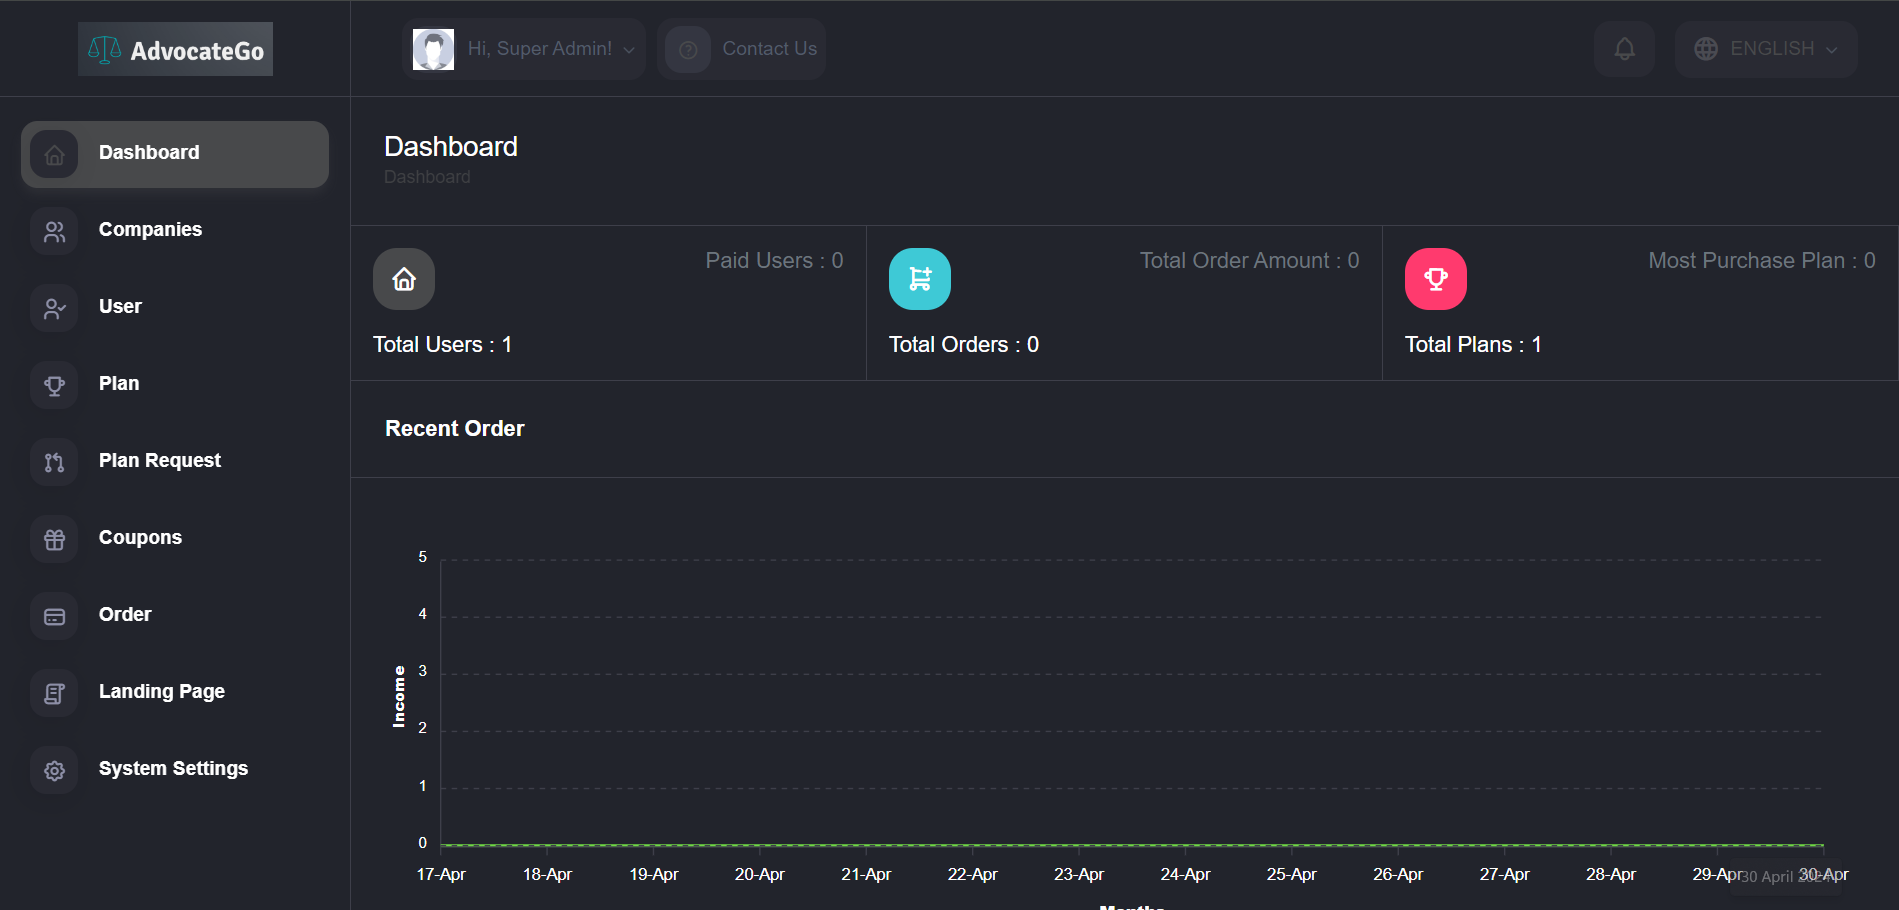 AdvocateGo
Hi, Super Admin!
Contact Us
ENGLISH
Dashboard
Companies
User
Plan
Plan Request
Coupons
Order
Landing Page
System Settings
Dashboard
Dashboard
Paid Users : 0
Total Users : 1
Total Order Amount : 0
Total Orders : 0
Most Purchase Plan : 0
Total Plans : 1
Recent Order
Income
5
4
3
2
1
0
17-Apr 18-Apr 19-Apr 20-Apr 21-Apr 22-Apr 23-Apr 24-Apr 25-Apr 26-Apr 27-Apr 28-Apr 29-Apr 30-Apr
30 April